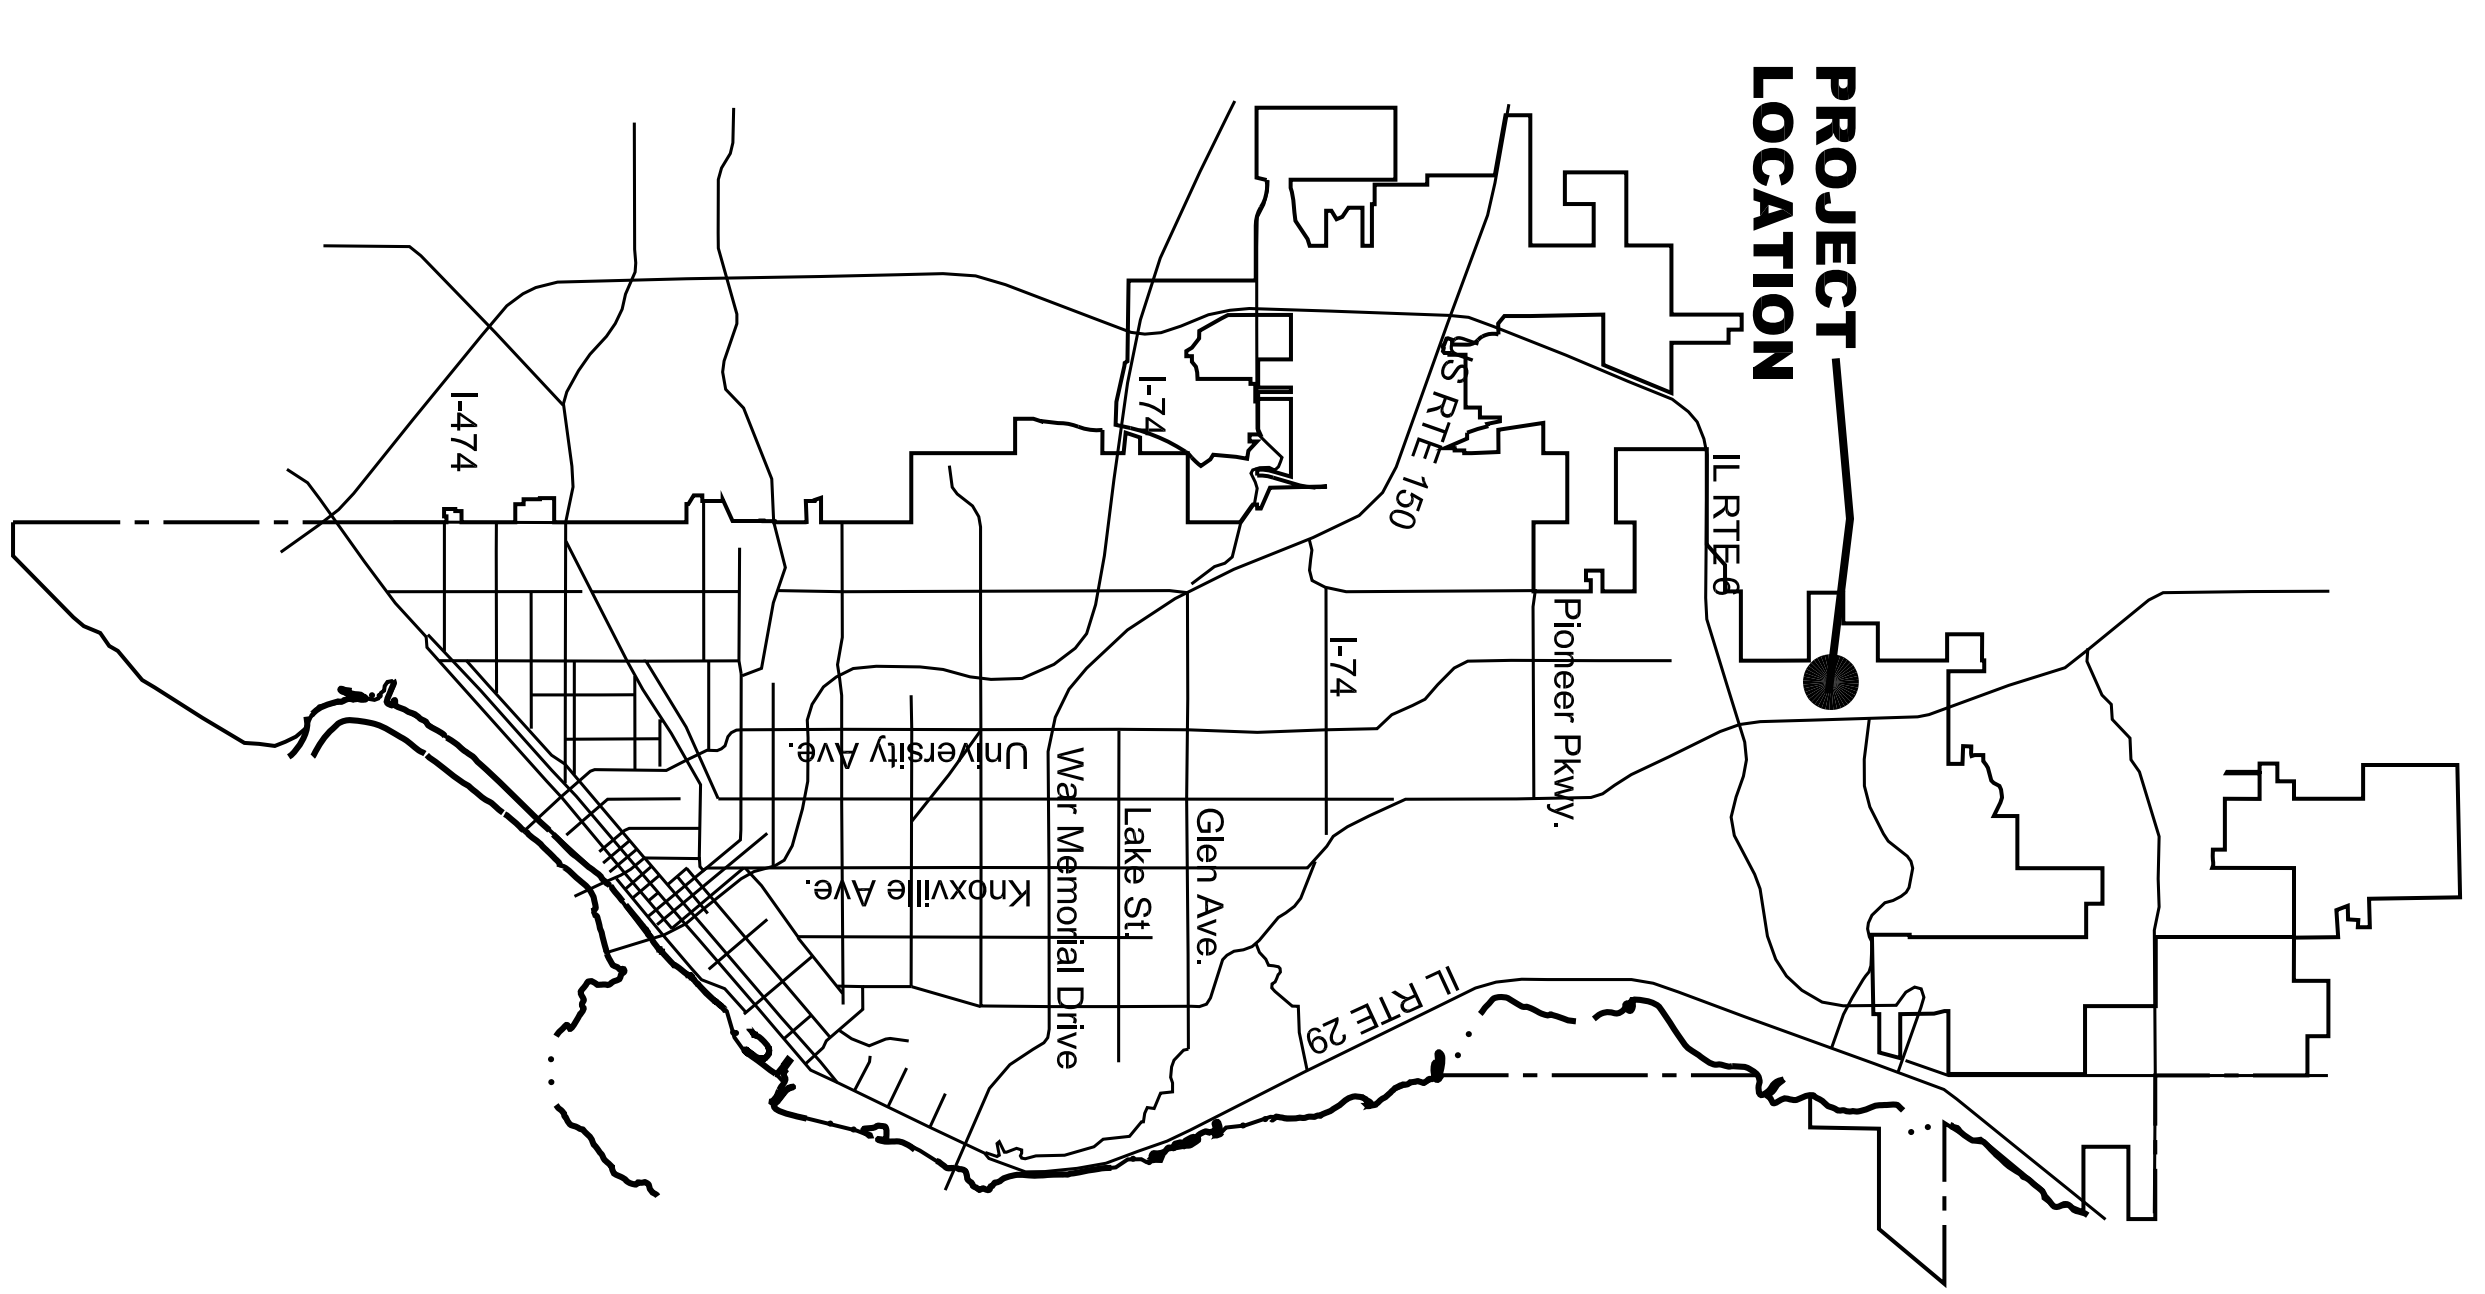 PROJECT
LOCATION
I-474
I-74
US RTE 150
IL RTE 6
Pioneer Pkwy.
I-74
University Ave.
War Memorial Drive
Lake St.
Glen Ave.
Knoxville Ave.
IL RTE 29